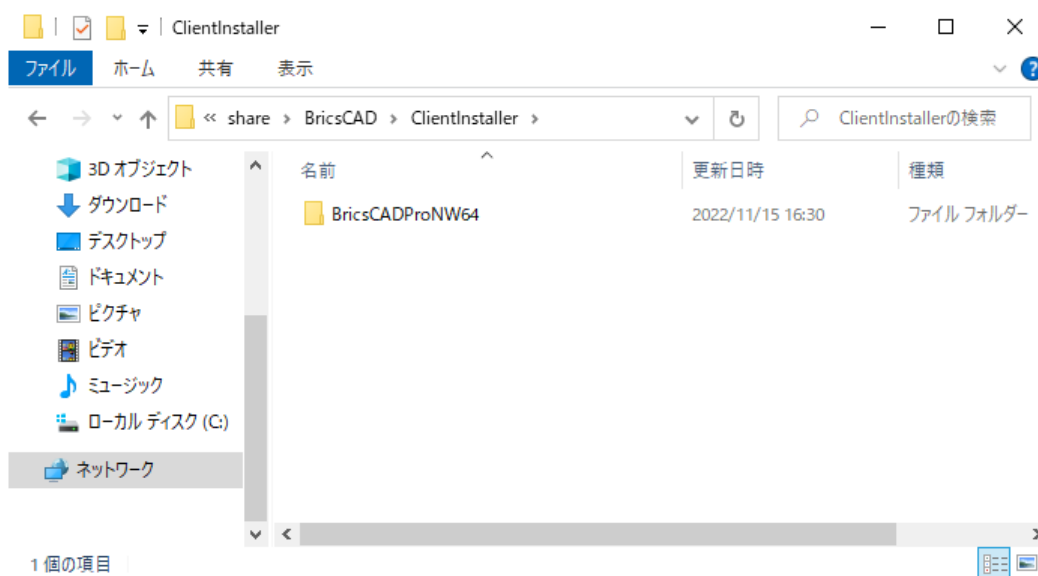 ClientInstaller
ファイル ホーム 共有 表示
« share › BricsCAD › ClientInstaller › ClientInstallerの検索
名前 更新日時 種類
BricsCADProNW64 2022/11/15 16:30 ファイル フォルダー
3D オブジェクト
ダウンロード
デスクトップ
ドキュメント
ピクチャ
ビデオ
ミュージック
ローカル ディスク (C:)
ネットワーク
1 個の項目